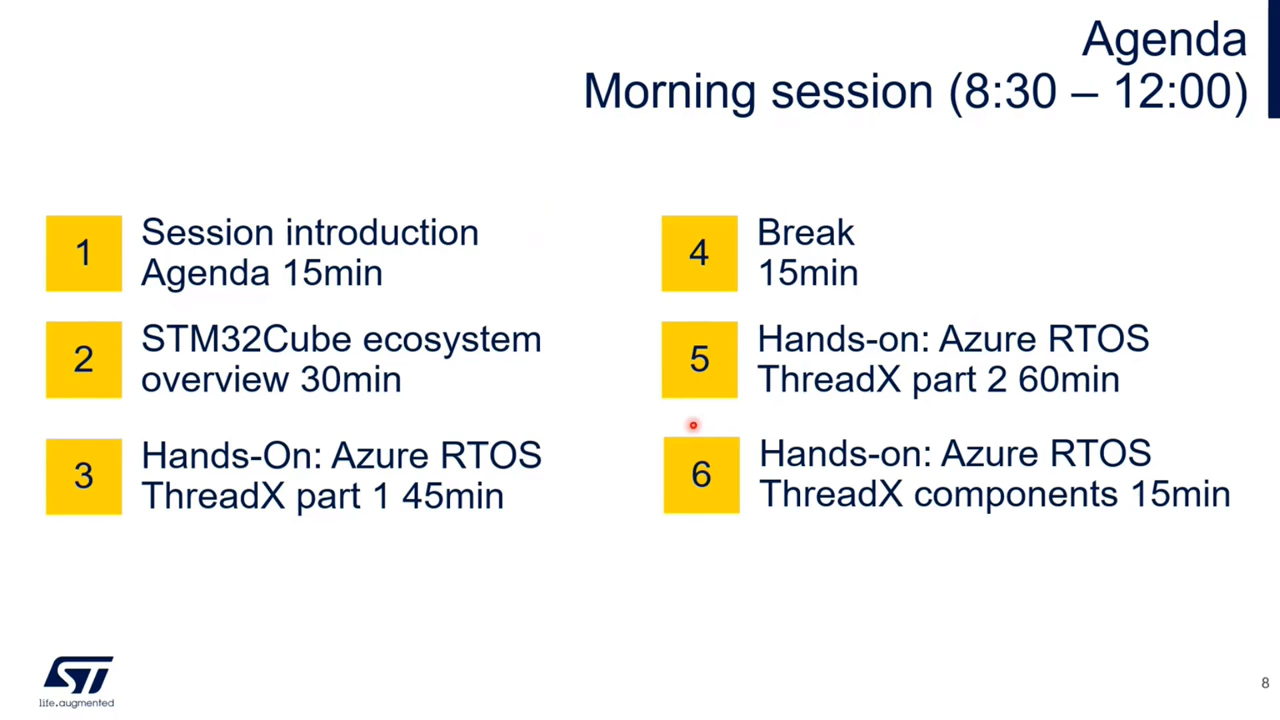 Agenda
Morning session (8:30 – 12:00)
1
Session introduction
Agenda 15min
2
STM32Cube ecosystem
overview 30min
3
Hands-On: Azure RTOS
ThreadX part 1 45min
4
Break
15min
5
Hands-on: Azure RTOS
ThreadX part 2 60min
6
Hands-on: Azure RTOS
ThreadX components 15min
ST
life.augmented
8